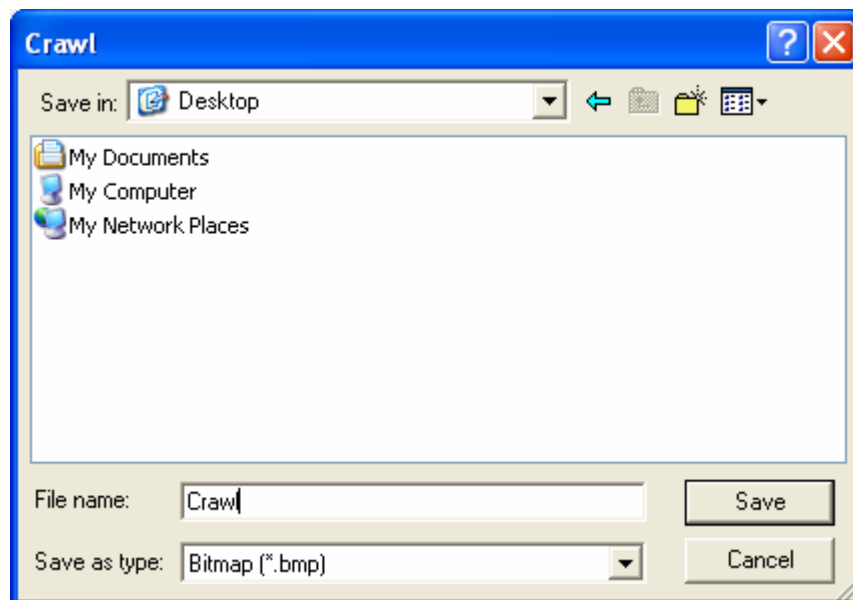 Crawl
Save in: Desktop
My Documents
My Computer
My Network Places
File name: Crawl Save
Save as type: Bitmap (*.bmp) Cancel